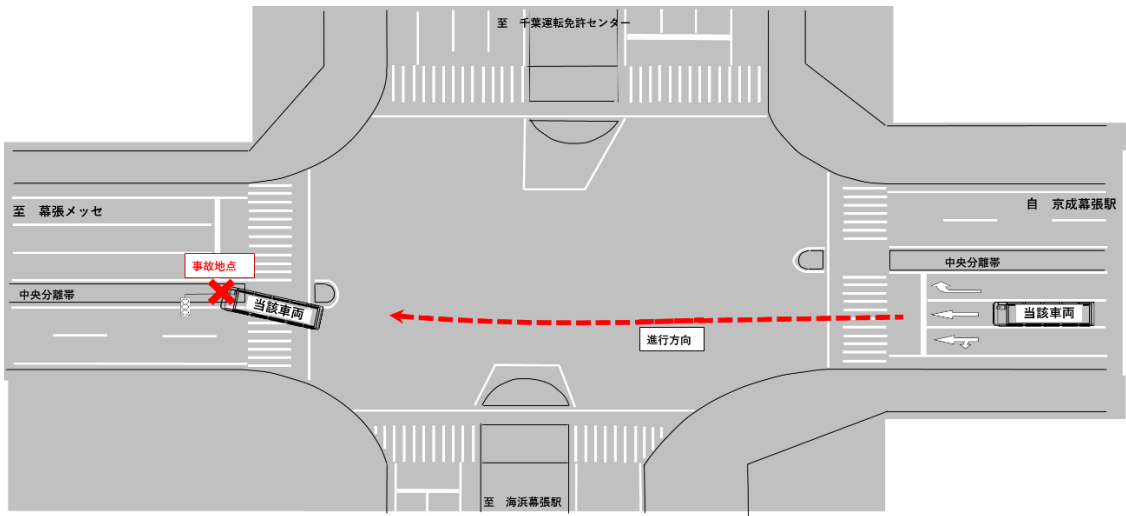 至　千葉運転免許センター
至　幕張メッセ
自　京成幕張駅
事故地点
中央分離帯
中央分離帯
当該車両
当該車両
進行方向
至　海浜幕張駅